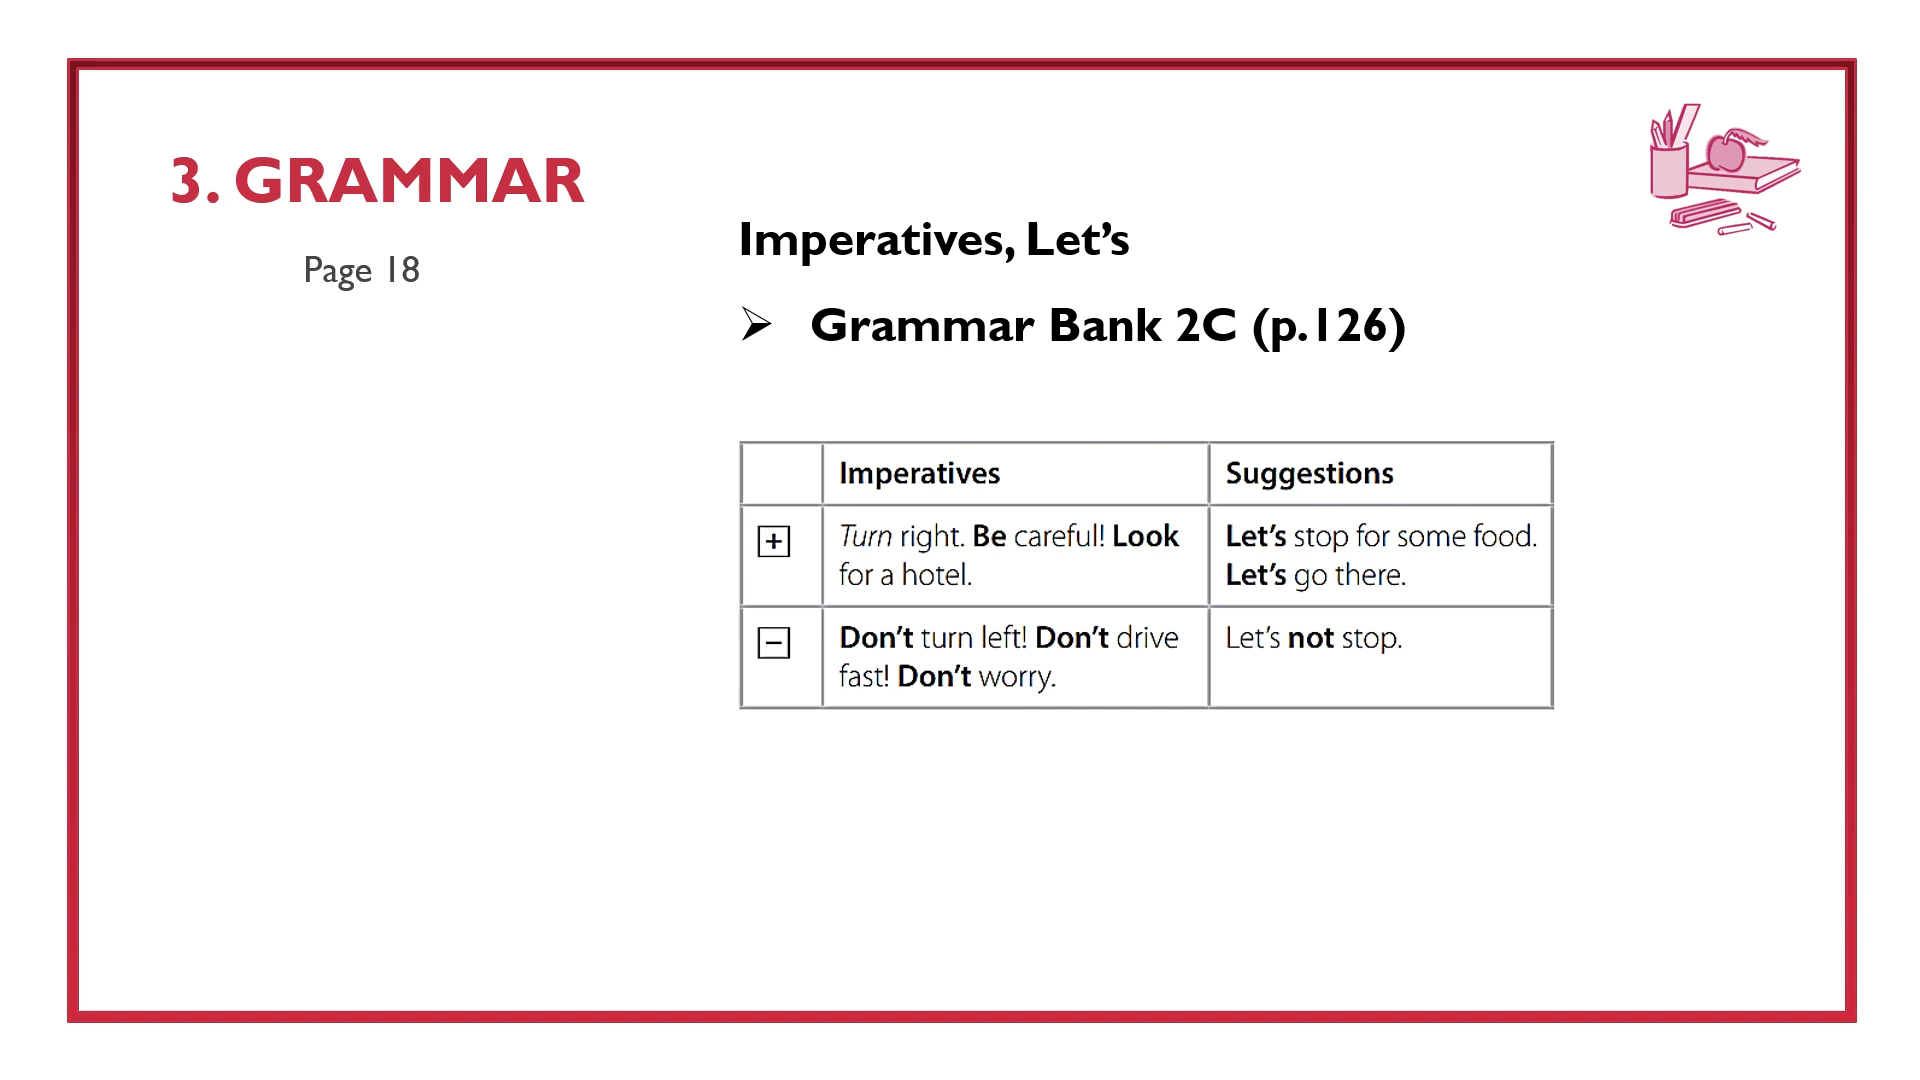 3. GRAMMAR
Page 18
Imperatives, Let’s
➢ Grammar Bank 2C (p.126)
Imperatives Suggestions
+ Turn right. Be careful! Look Let’s stop for some food.
for a hotel. Let’s go there.
− Don’t turn left! Don’t drive Let’s not stop.
fast! Don’t worry.